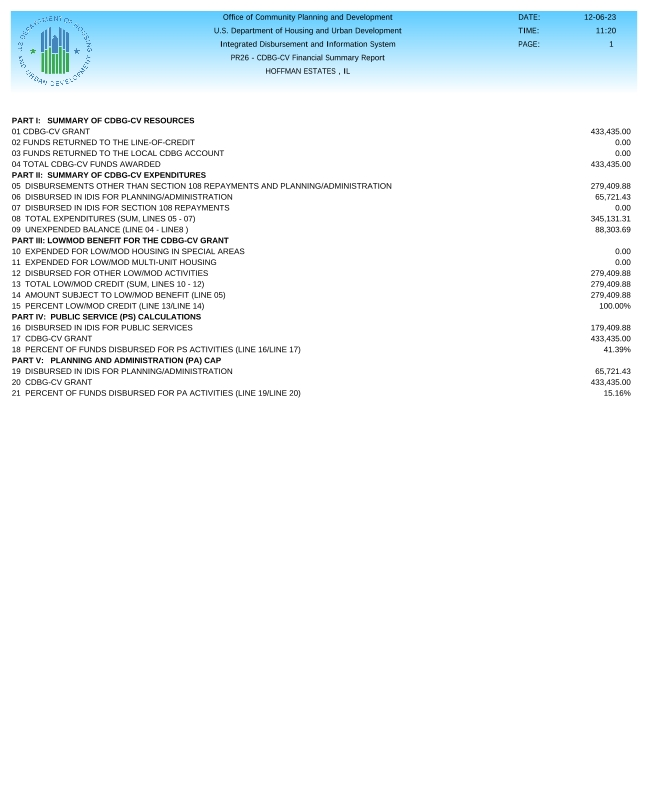 Office of Community Planning and Development
DATE: 12-06-23
U.S. Department of Housing and Urban Development
TIME: 11:20
Integrated Disbursement and Information System
PAGE: 1
PR26 - CDBG-CV Financial Summary Report
HOFFMAN ESTATES , IL
U.S. DEPARTMENT OF HOUSING AND URBAN DEVELOPMENT
PART I: SUMMARY OF CDBG-CV RESOURCES
01 CDBG-CV GRANT 433,435.00
02 FUNDS RETURNED TO THE LINE-OF-CREDIT 0.00
03 FUNDS RETURNED TO THE LOCAL CDBG ACCOUNT 0.00
04 TOTAL CDBG-CV FUNDS AWARDED 433,435.00
PART II: SUMMARY OF CDBG-CV EXPENDITURES
05 DISBURSEMENTS OTHER THAN SECTION 108 REPAYMENTS AND PLANNING/ADMINISTRATION 279,409.88
06 DISBURSED IN IDIS FOR PLANNING/ADMINISTRATION 65,721.43
07 DISBURSED IN IDIS FOR SECTION 108 REPAYMENTS 0.00
08 TOTAL EXPENDITURES (SUM, LINES 05 - 07) 345,131.31
09 UNEXPENDED BALANCE (LINE 04 - LINE8 ) 88,303.69
PART III: LOWMOD BENEFIT FOR THE CDBG-CV GRANT
10 EXPENDED FOR LOW/MOD HOUSING IN SPECIAL AREAS 0.00
11 EXPENDED FOR LOW/MOD MULTI-UNIT HOUSING 0.00
12 DISBURSED FOR OTHER LOW/MOD ACTIVITIES 279,409.88
13 TOTAL LOW/MOD CREDIT (SUM, LINES 10 - 12) 279,409.88
14 AMOUNT SUBJECT TO LOW/MOD BENEFIT (LINE 05) 279,409.88
15 PERCENT LOW/MOD CREDIT (LINE 13/LINE 14) 100.00%
PART IV: PUBLIC SERVICE (PS) CALCULATIONS
16 DISBURSED IN IDIS FOR PUBLIC SERVICES 179,409.88
17 CDBG-CV GRANT 433,435.00
18 PERCENT OF FUNDS DISBURSED FOR PS ACTIVITIES (LINE 16/LINE 17) 41.39%
PART V: PLANNING AND ADMINISTRATION (PA) CAP
19 DISBURSED IN IDIS FOR PLANNING/ADMINISTRATION 65,721.43
20 CDBG-CV GRANT 433,435.00
21 PERCENT OF FUNDS DISBURSED FOR PA ACTIVITIES (LINE 19/LINE 20) 15.16%